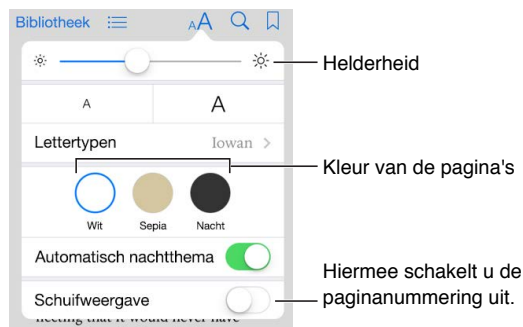 Bibliotheek AA
Helderheid
A A
Lettertypen Iowan >
Kleur van de pagina's
Wit Sepia Nacht
Automatisch nachtthema
Hiermee schakelt u de
paginanummering uit.
Schuifweergave
that it would never have